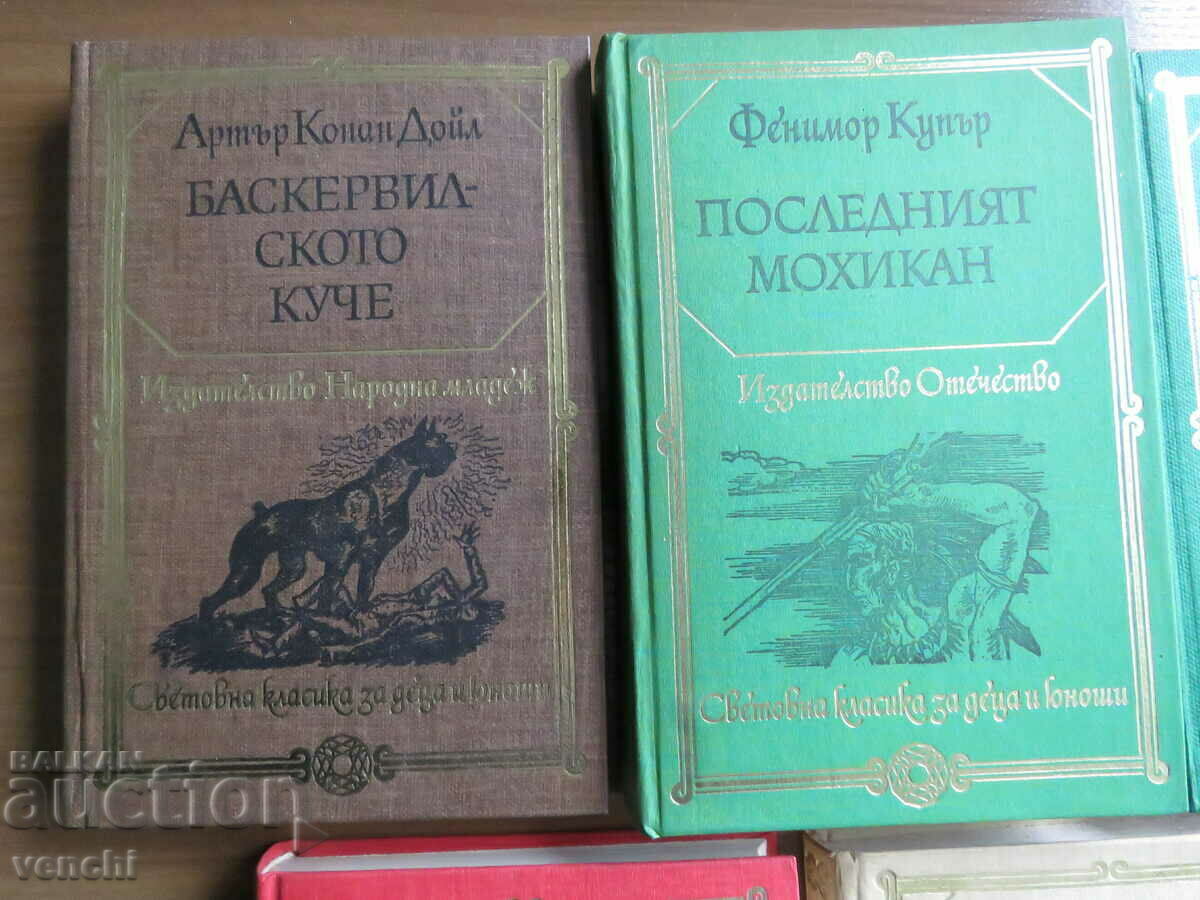 Артър Конан Дойл
БАСКЕРВИЛ-
СКОТО
КУЧЕ
Издателство Народна младеж
Световна класика за деца и юноши
Фенимор Купър
ПОСЛЕДНИЯТ
МОХИКАН
Издателство Отечество
Световна класика за деца и юноши
BALKAN
auction
venchi